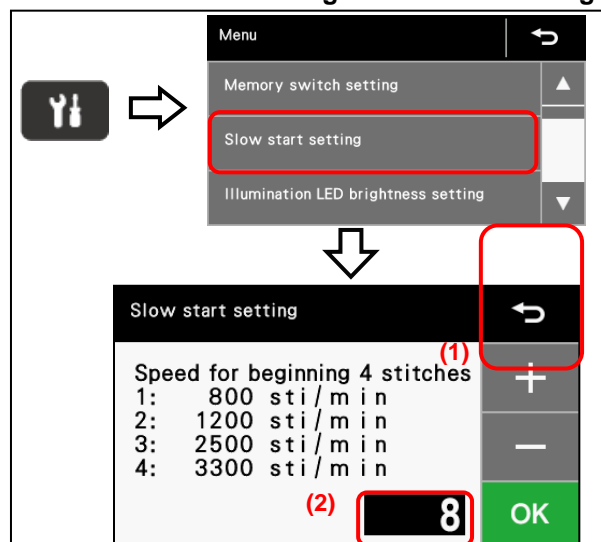 Menu
Memory switch setting
Slow start setting
Illumination LED brightness setting
Slow start setting
(1)
Speed for beginning 4 stitches
1: 800 sti/min
2: 1200 sti/min
3: 2500 sti/min
4: 3300 sti/min
(2)
8
OK